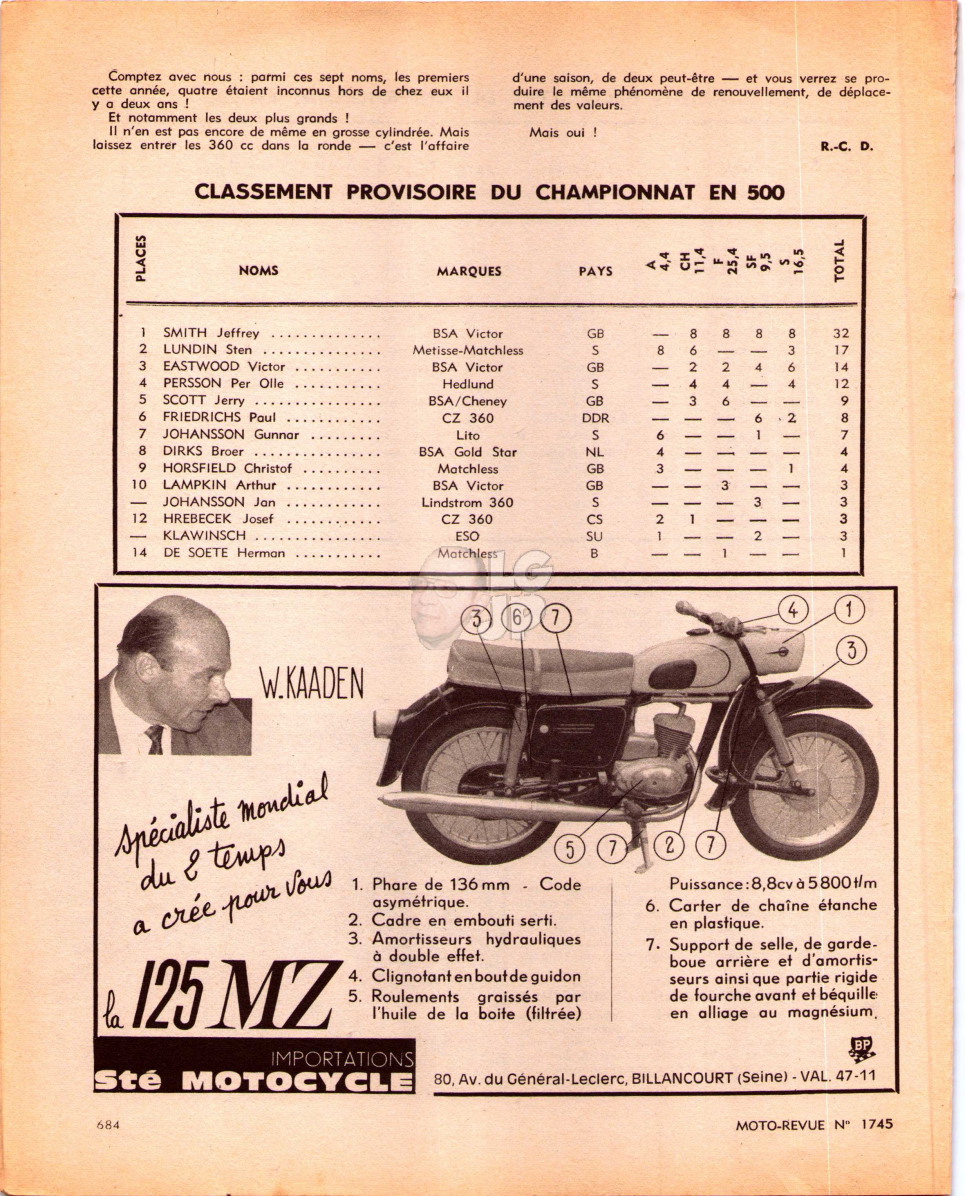 Comptez avec nous : parmi ces sept noms, les premiers
cette année, quatre étaient inconnus hors de chez eux il
y a deux ans !
Et notamment les deux plus grands !
Il n'en est pas encore de même en grosse cylindrée. Mais
laissez entrer les 360 cc dans la ronde — c'est l'affaire
d'une saison, de deux peut-être — et vous verrez se pro-
duire le même phénomène de renouvellement, de déplace-
ment des valeurs.
Mais oui !
R.-C. D.
CLASSEMENT PROVISOIRE DU CHAMPIONNAT EN 500
PLACES NOMS MARQUES PAYS A 4,4 CH 11,4 F 25,4 SF 9,5 S 16,5 TOTAL
1 SMITH Jeffrey .............. BSA Victor GB — 8 8 8 8 32
2 LUNDIN Sten ............... Metisse-Matchless S 8 6 — — 3 17
3 EASTWOOD Victor ........... BSA Victor GB — 2 2 4 6 14
4 PERSSON Per Olle ............ Hedlund S — 4 4 — 4 12
5 SCOTT Jerry ................ BSA/Cheney GB — 3 6 — — 9
6 FRIEDRICHS Paul ............ CZ 360 DDR — — — 6 2 8
7 JOHANSSON Gunnar ......... Lito S 6 — — 1 — 7
8 DIRKS Broer ................ BSA Gold Star NL 4 — — — — 4
9 HORSFIELD Christof .......... Matchless GB 3 — — — 1 4
10 LAMPKIN Arthur ............ BSA Victor GB — — 3 — — 3
— JOHANSSON Jan ............ Lindstrom 360 S — — — 3 — 3
12 HREBECEK Josef ............ CZ 360 CS 2 1 — — — 3
— KLAWINSCH ................ ESO SU 1 — — 2 — 3
14 DE SOETE Herman ........... Matchless B — — 1 — — 1
LG
JP
3 6 7 4 1
3
W.KAADEN
spécialiste mondial
du 2 temps
a crée pour vous
la 125 MZ
5 7 2 7
1. Phare de 136 mm - Code
asymétrique.
2. Cadre en embouti serti.
3. Amortisseurs hydrauliques
à double effet.
4. Clignotant en bout de guidon
5. Roulements graissés par
l'huile de la boite (filtrée)
Puissance : 8,8cv à 5800 t/m
6. Carter de chaîne étanche
en plastique.
7. Support de selle, de garde-
boue arrière et d'amortis-
seurs ainsi que partie rigide
de fourche avant et béquille
en alliage au magnésium.
BP
IMPORTATIONS
Sté MOTOCYCLE
80, Av. du Général-Leclerc, BILLANCOURT (Seine) - VAL. 47-11
684
MOTO-REVUE N° 1745